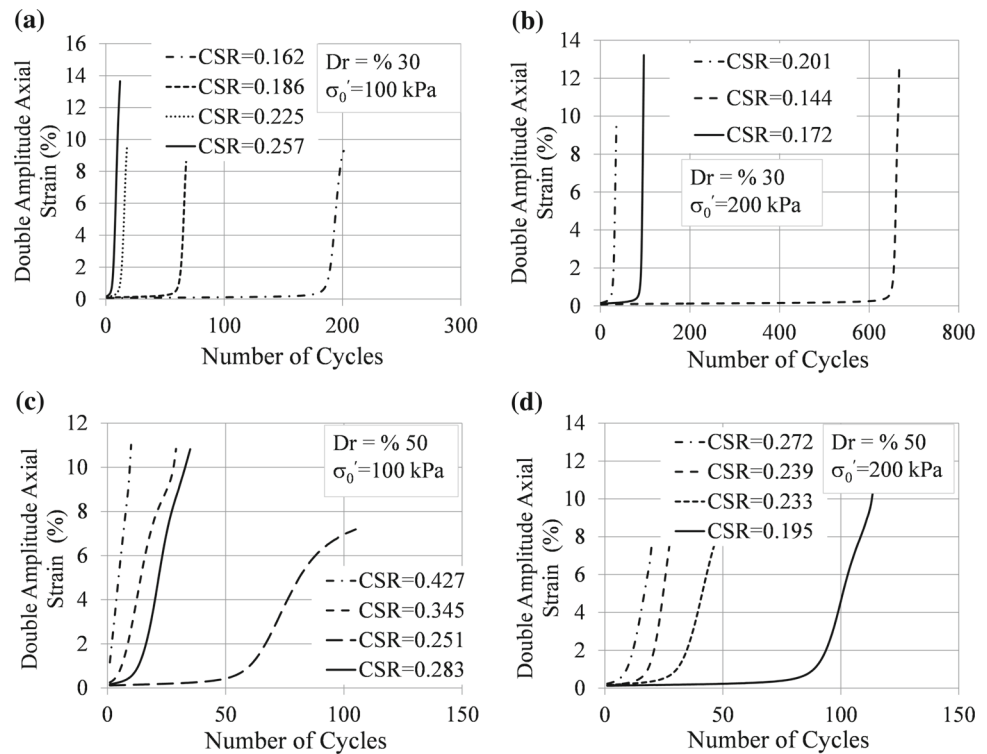 (a)
Double Amplitude Axial
Strain (%)
16
14
12
10
8
6
4
2
0
0
100
200
300
Number of Cycles
CSR=0.162
CSR=0.186
CSR=0.225
CSR=0.257
Dr = % 30
σ₀′=100 kPa
(b)
Double Amplitude Axial
Strain (%)
14
12
10
8
6
4
2
0
0
200
400
600
800
Number of Cycles
CSR=0.201
CSR=0.144
CSR=0.172
Dr = % 30
σ₀′=200 kPa
(c)
Double Amplitude Axial
Strain (%)
12
10
8
6
4
2
0
0
50
100
150
Number of Cycles
Dr = % 50
σ₀′=100 kPa
CSR=0.427
CSR=0.345
CSR=0.251
CSR=0.283
(d)
Double Amplitude Axial
Strain (%)
14
12
10
8
6
4
2
0
0
50
100
150
Number of Cycles
CSR=0.272
CSR=0.239
CSR=0.233
CSR=0.195
Dr = % 50
σ₀′=200 kPa